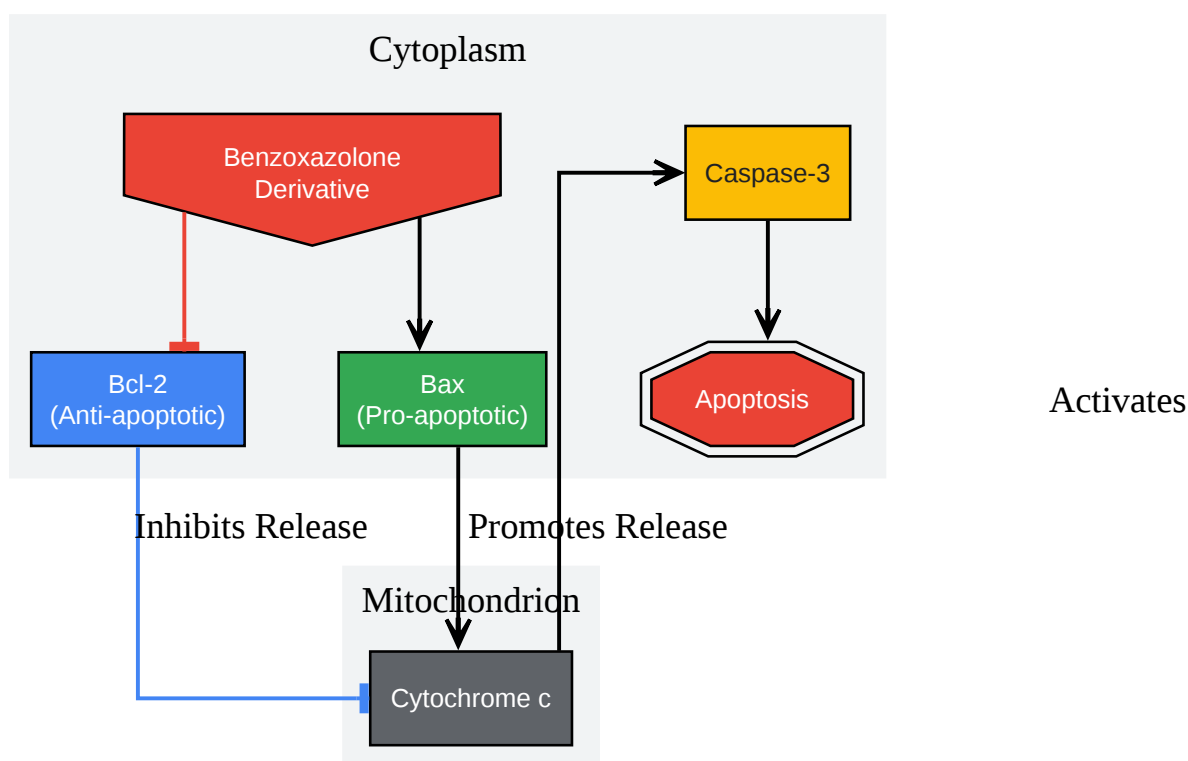 Cytoplasm
Benzoxazolone
Derivative
Caspase-3
Bcl-2
(Anti-apoptotic)
Bax
(Pro-apoptotic)
Apoptosis
Activates
Inhibits Release
Promotes Release
Mitochondrion
Cytochrome c